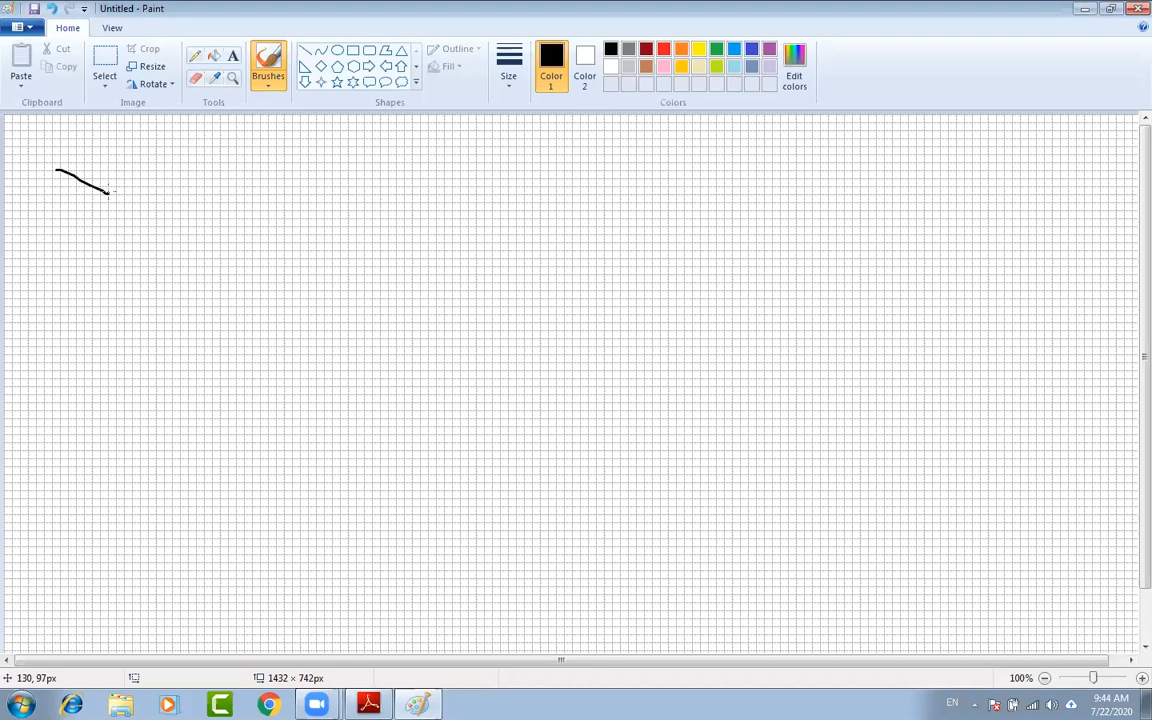 Untitled - Paint
Home View
Paste
Cut
Copy
Clipboard
Select
Crop
Resize
Rotate
Image
A
Tools
Brushes
Outline
Fill
Shapes
Size
Color 1
Color 2
Edit colors
Colors
130, 97px
1432 × 742px
100%
EN
9:44 AM
7/22/2020